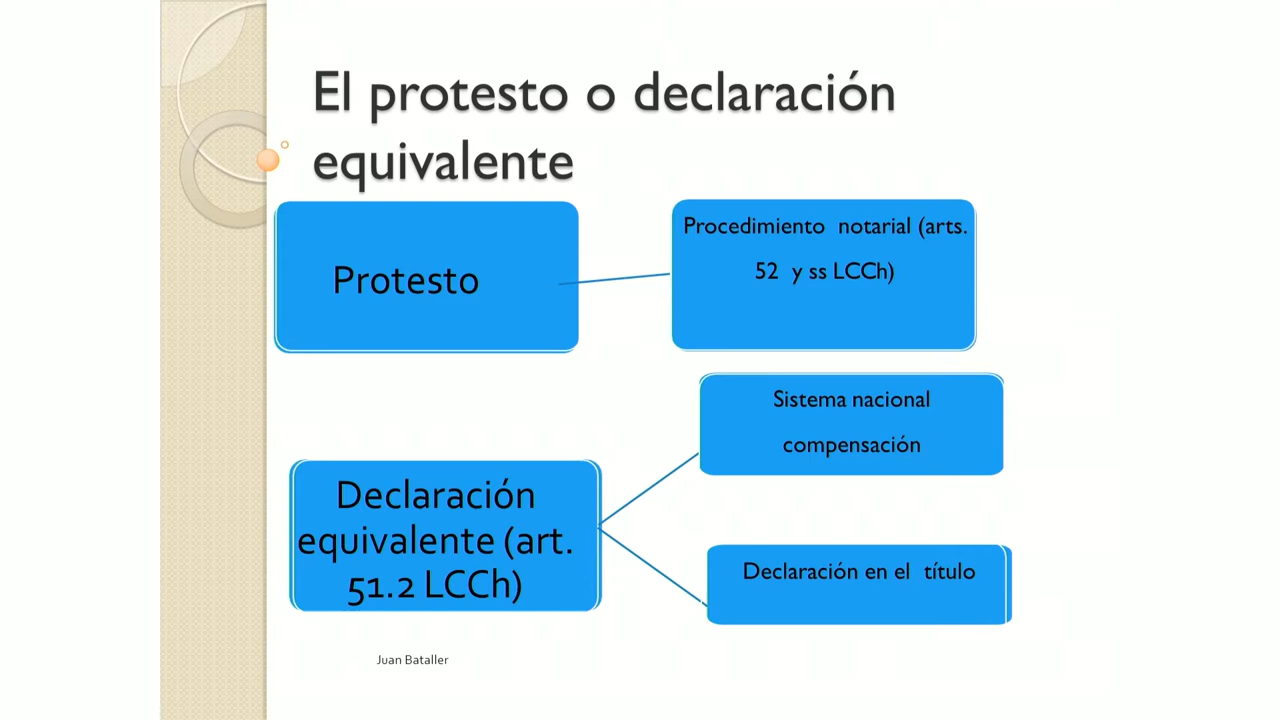 El protesto o declaración
equivalente
Protesto
Procedimiento notarial (arts.
52 y ss LCCh)
Declaración
equivalente (art.
51.2 LCCh)
Sistema nacional
compensación
Declaración en el título
Juan Bataller